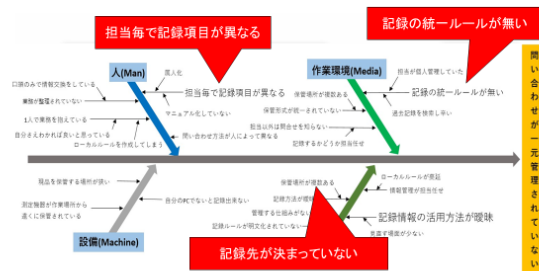 担当毎で記録項目が異なる
記録の統一ルールが無い
人(Man)
属人化
口頭のみで情報交換をしている
担当毎で記録項目が異なる
業務が整理されていない
マニュアル化していない
1人で業務を抱えている
自分さえわかれば良いと思っている
ローカルルールを作成してしまう
問い合わせ方法が人によって異なる
作業環境(Media)
担当が個人管理していた
保管場所が複数ある
記録の統一ルールが無い
保管形式が統一されていない
過去記録を検索し辛い
担当以外は問合せを知らない
記録するかどうか担当任せ
問い合わせが一元管理されていない
現品を保管する場所が狭い
自分のPCでないと記録出来ない
測定機器が作業場所から
遠くに保管されている
設備(Machine)
保管場所が複数ある
ローカルルールが蔓延
記録方法が曖昧
情報管理が担当任せ
管理する仕組みがない
記録情報の活用方法が曖昧
記録ルールが明文化されていない
見直す場面が少ない
記録先が決まっていない